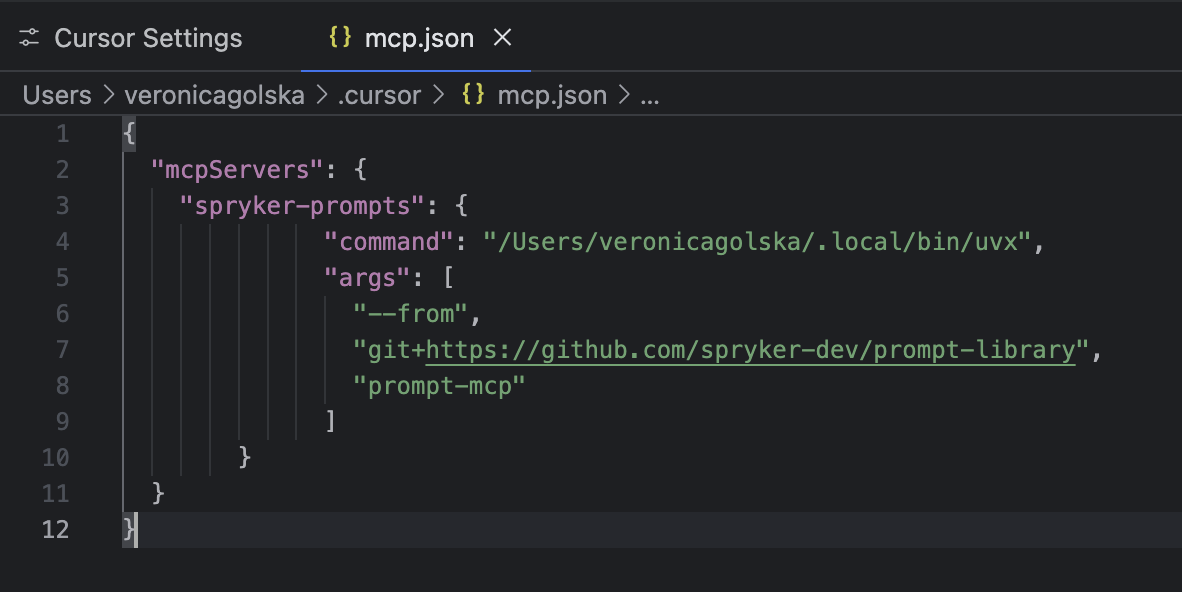 Cursor Settings
{} mcp.json ×
Users > veronicagolska > .cursor > {} mcp.json > ...
1 {
2 "mcpServers": {
3 "spryker-prompts": {
4 "command": "/Users/veronicagolska/.local/bin/uvx",
5 "args": [
6 "--from",
7 "git+https://github.com/spryker-dev/prompt-library",
8 "prompt-mcp"
9 ]
10 }
11 }
12 }